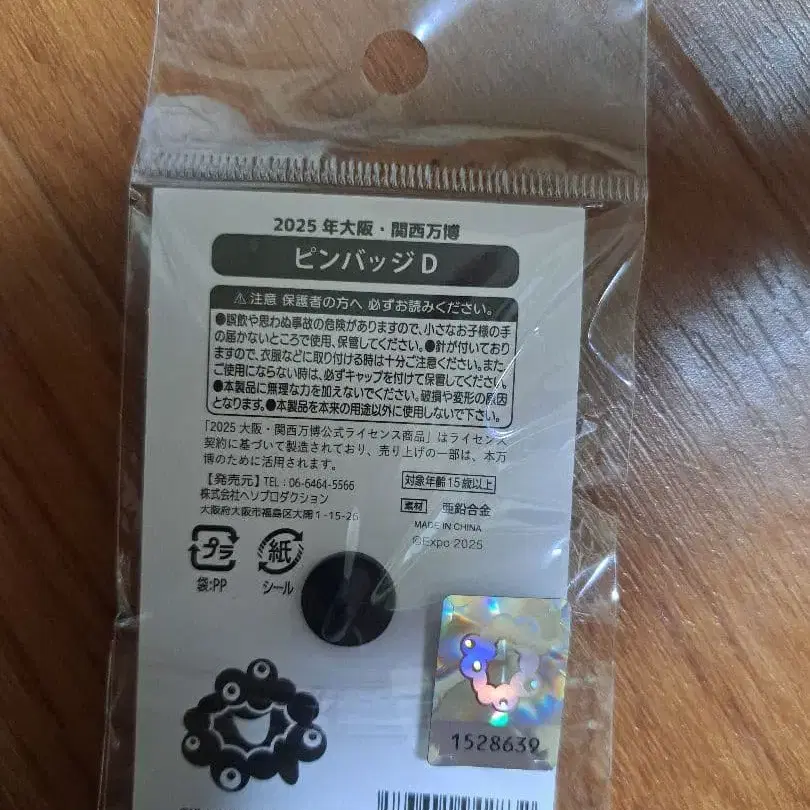 2025年大阪・関西万博
ピンバッジD
⚠注意 保護者の方へ 必ずお読みください。
●誤飲や思わぬ事故の危険がありますので、小さなお子様の手
の届かないところで使用、保管してください。●針が付いており
ますので、衣服などに取り付ける時は十分ご注意ください。また
ご使用にならない時は、必ずキャップを付けて保管してください。
●本製品に無理な力を加えないでください。破損や変形の原因
となります。●本製品を本来の用途以外に使用しないで下さい。
「2025大阪・関西万博公式ライセンス商品」はライセンス
契約に基づいて製造されており、売り上げの一部は、本万
博のために活用されます。
【発売元】TEL：06-6464-5566
株式会社ヘソプロダクション
大阪府大阪市福島区大開1-15-26
対象年齢15歳以上
素材 亜鉛合金
MADE IN CHINA
©Expo 2025
プラ 紙
袋:PP シール
1528639